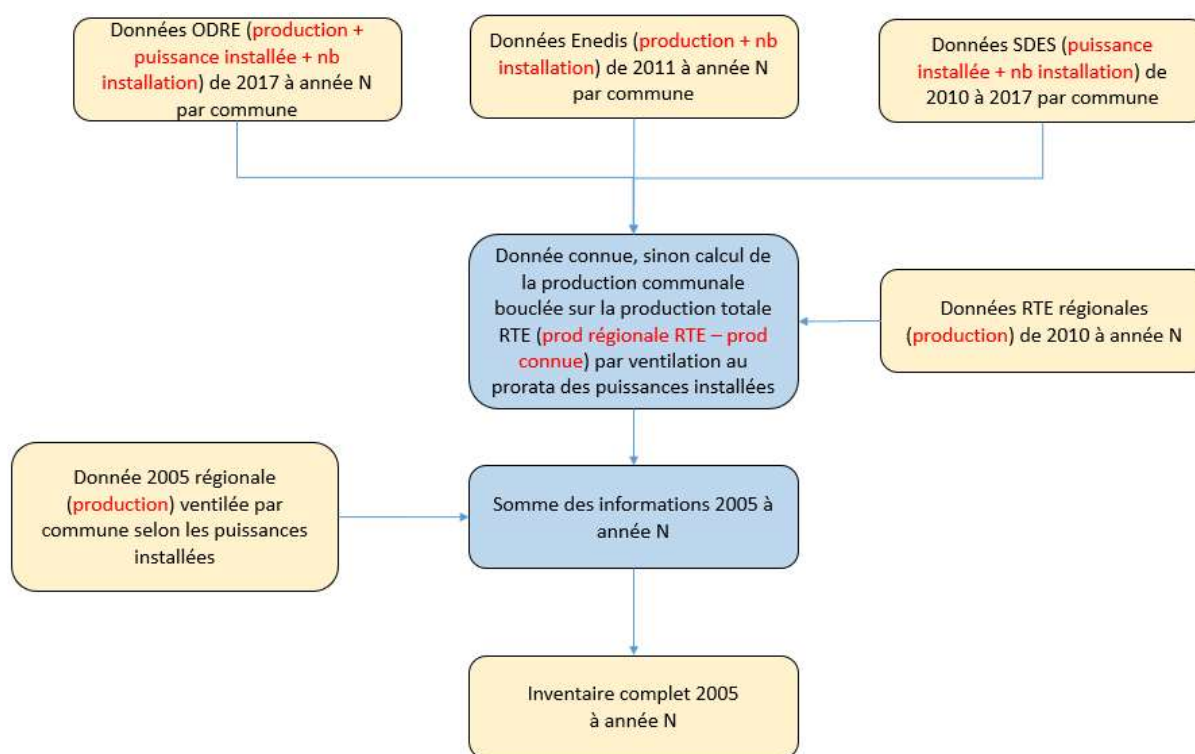 Données ODRE (production +
puissance installée + nb
installation) de 2017 à année N
par commune
Données Enedis (production + nb
installation) de 2011 à année N
par commune
Données SDES (puissance
installée + nb installation) de
2010 à 2017 par commune
Donnée connue, sinon calcul de
la production communale
bouclée sur la production totale
RTE (prod régionale RTE – prod
connue) par ventilation au
prorata des puissances installées
Données RTE régionales
(production) de 2010 à année N
Donnée 2005 régionale
(production) ventilée par
commune selon les puissances
installées
Somme des informations 2005 à
année N
Inventaire complet 2005
à année N